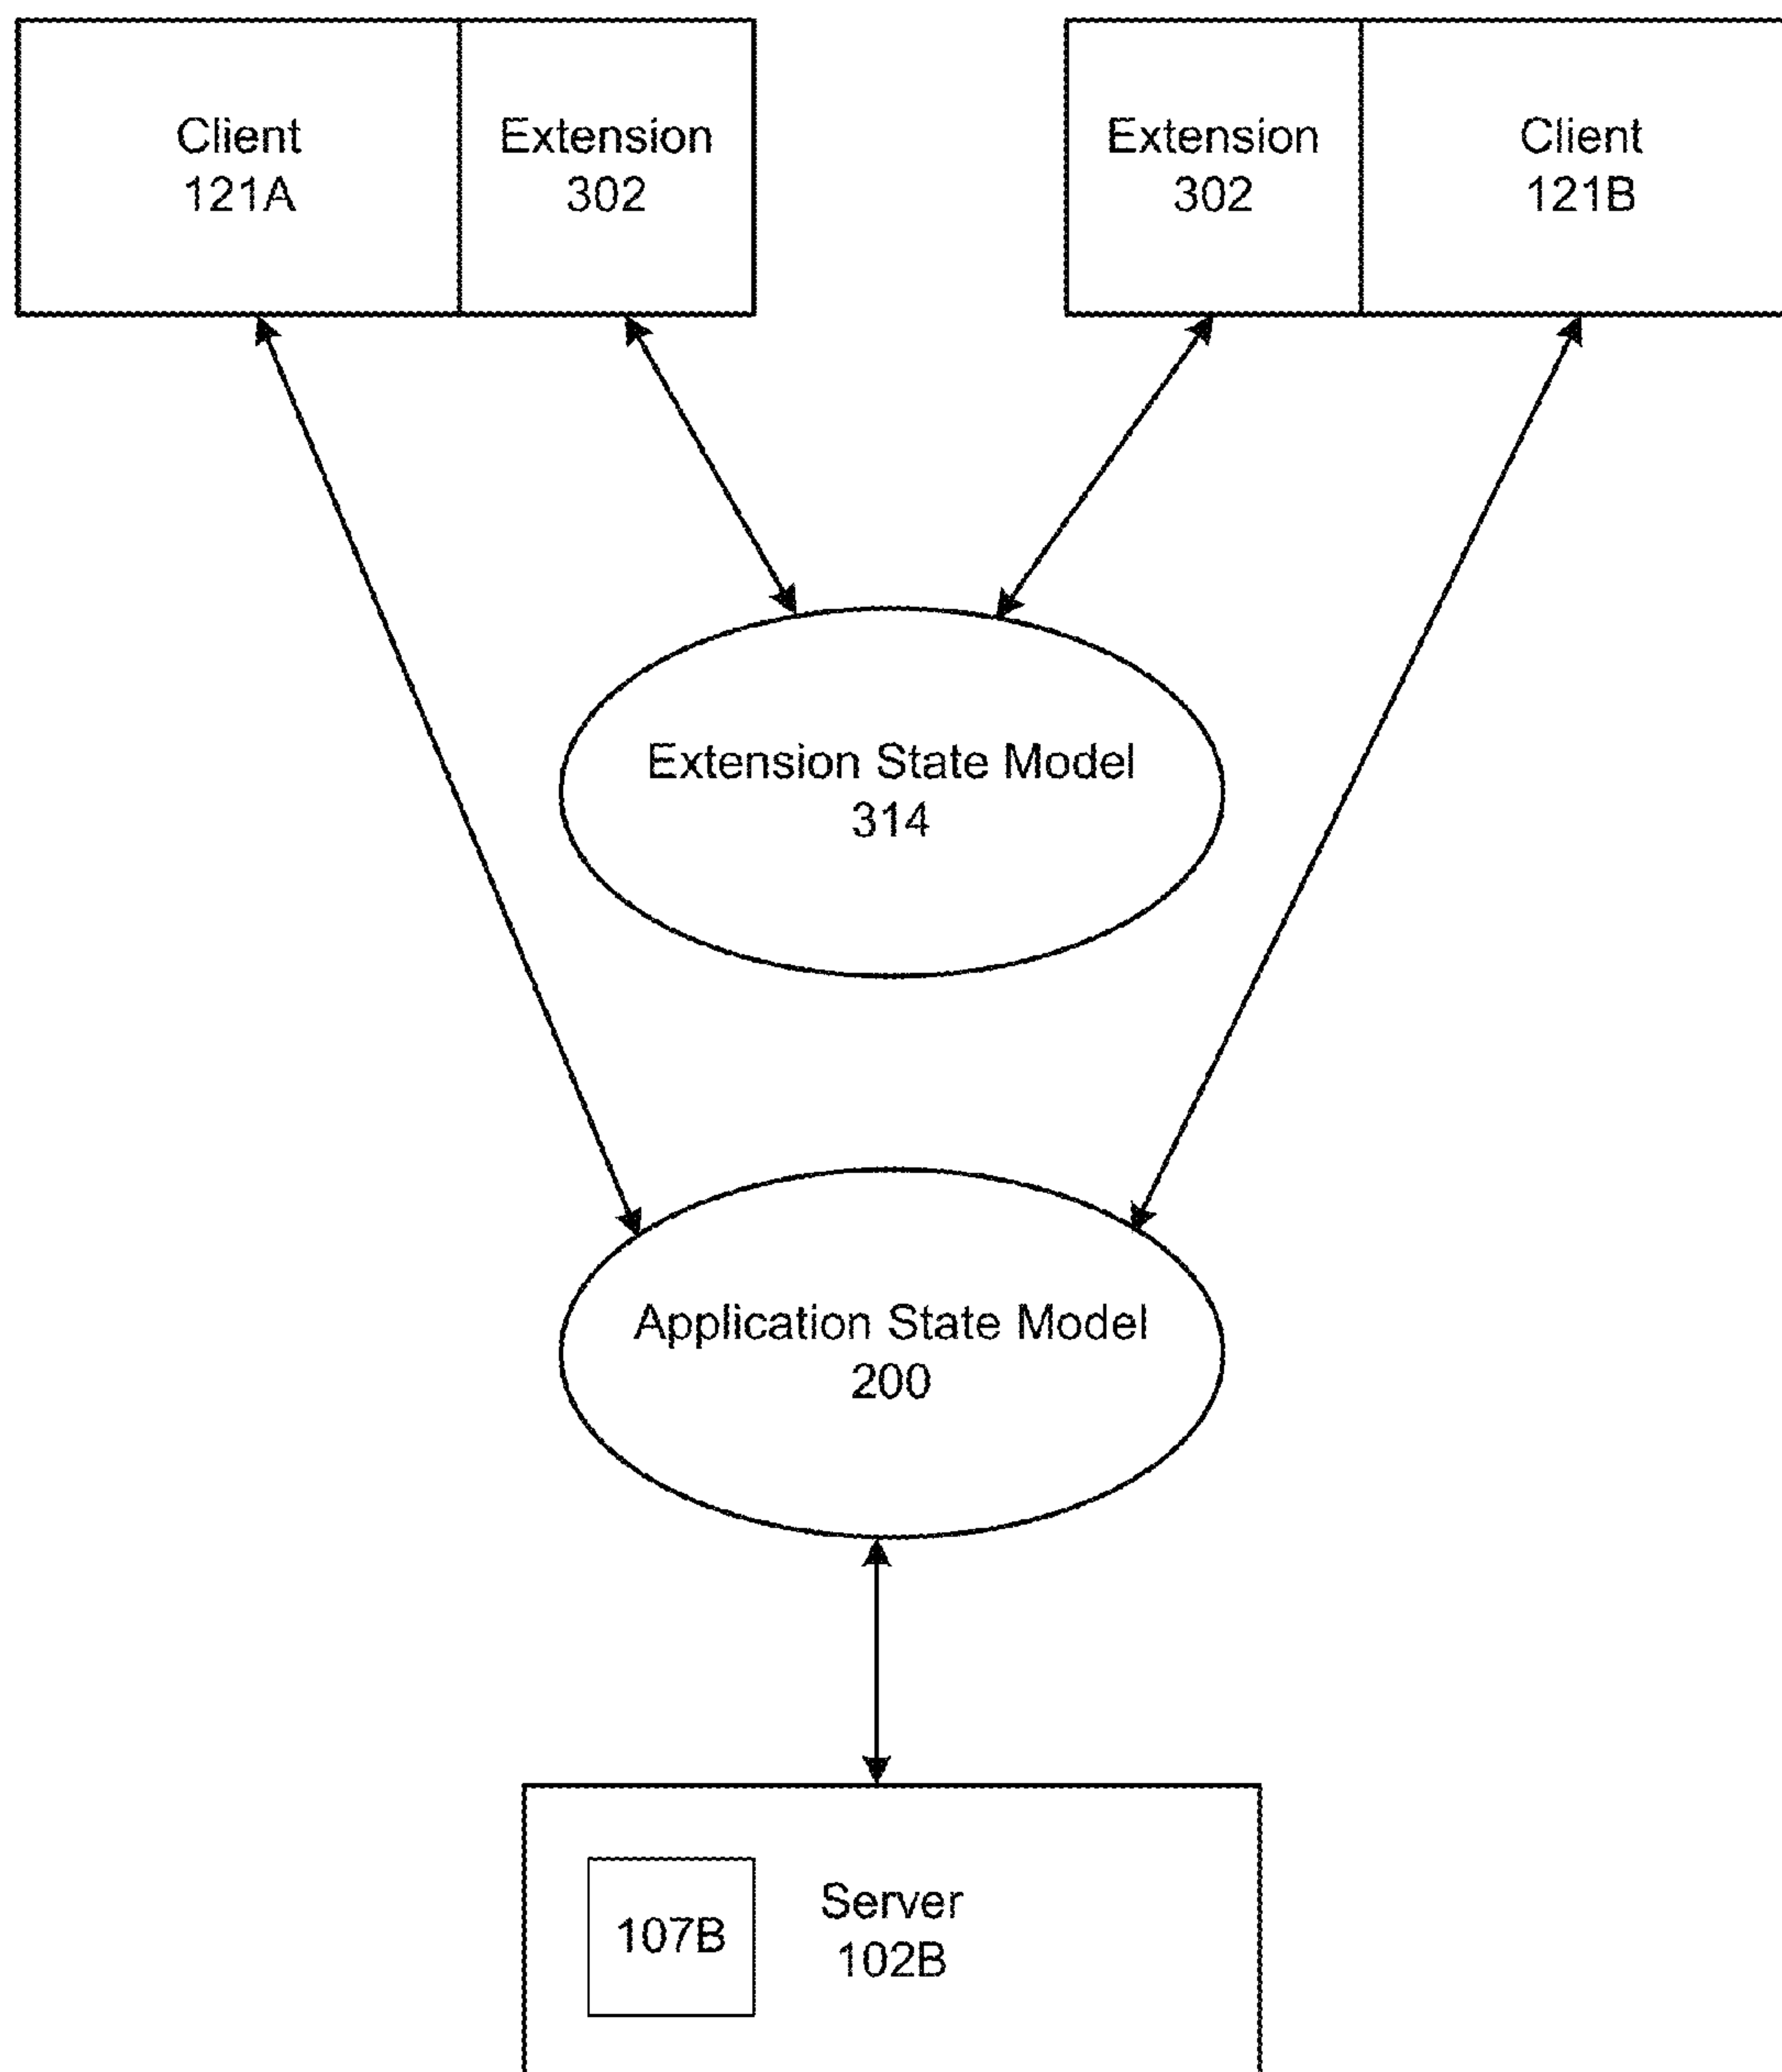 Client
121A
Extension
302
Extension
302
Client
121B
Extension State Model
314
Application State Model
200
107B
Server
102B